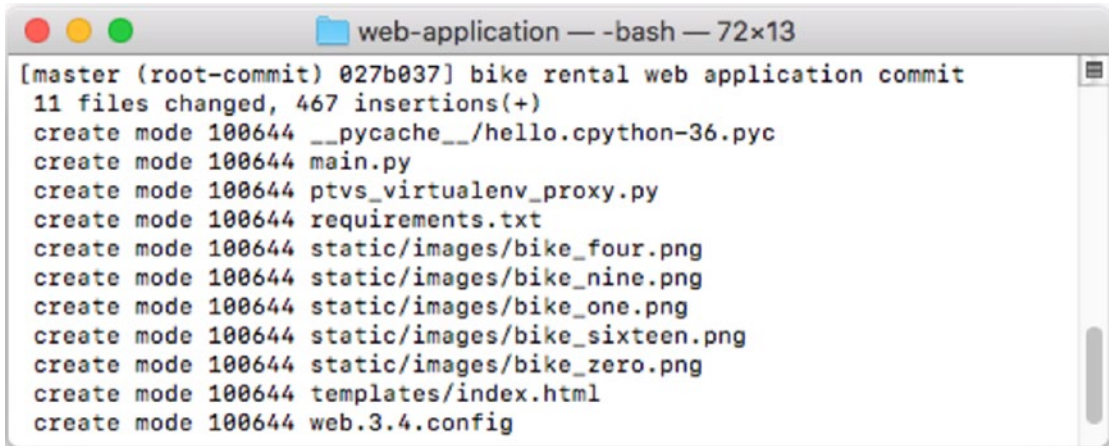 web-application — -bash — 72×13
[master (root-commit) 027b037] bike rental web application commit
11 files changed, 467 insertions(+)
create mode 100644 __pycache__/hello.cpython-36.pyc
create mode 100644 main.py
create mode 100644 ptvs_virtualenv_proxy.py
create mode 100644 requirements.txt
create mode 100644 static/images/bike_four.png
create mode 100644 static/images/bike_nine.png
create mode 100644 static/images/bike_one.png
create mode 100644 static/images/bike_sixteen.png
create mode 100644 static/images/bike_zero.png
create mode 100644 templates/index.html
create mode 100644 web.3.4.config